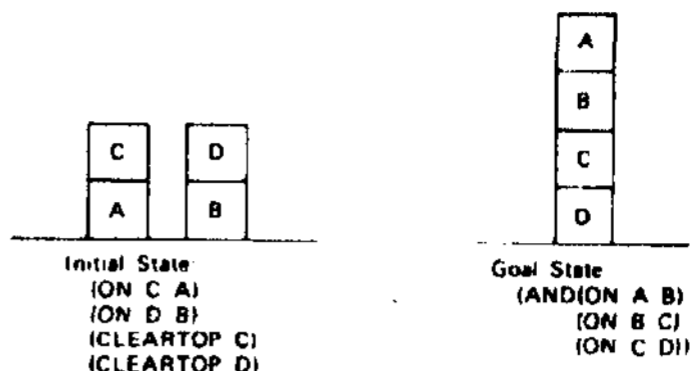 C
D
A
B
Initial State
(ON C A)
(ON D B)
(CLEARTOP C)
(CLEARTOP D)
A
B
C
D
Goal State
(AND(ON A B)
(ON B C)
(ON C D))